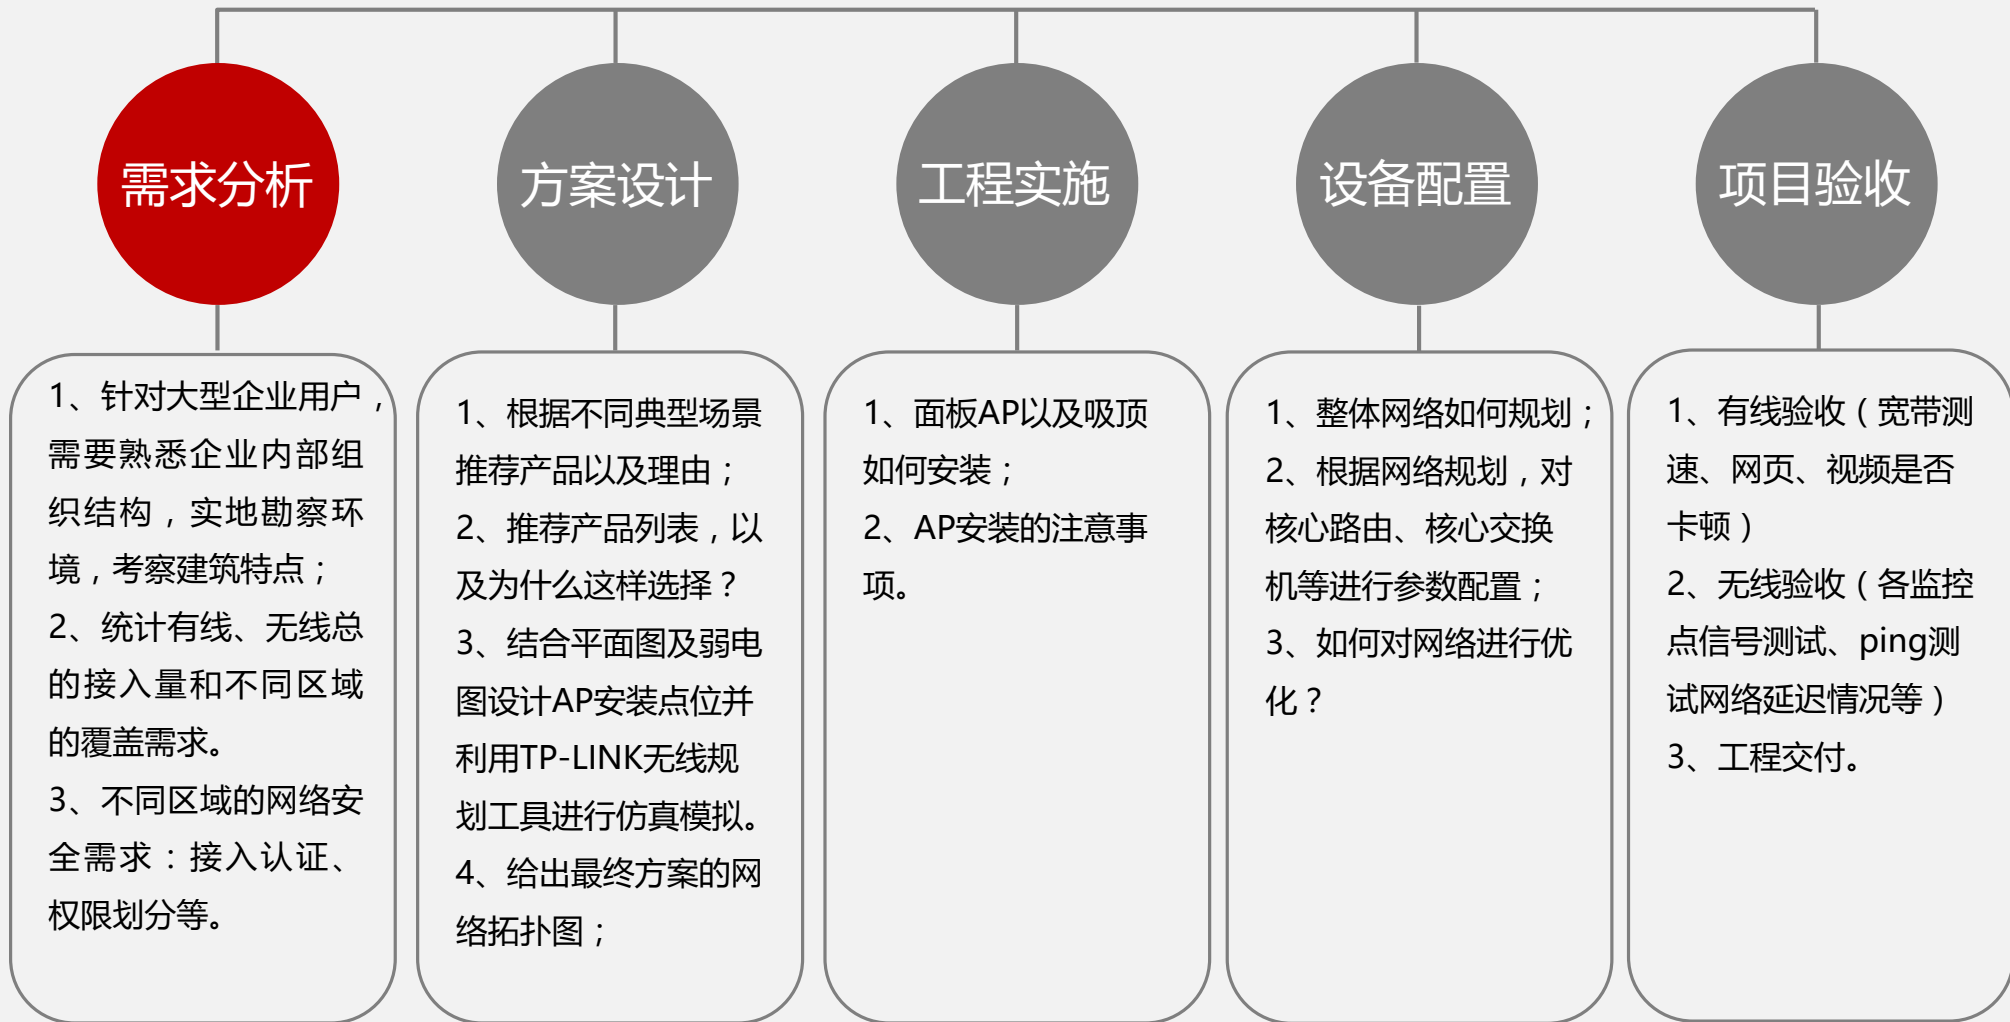 需求分析
方案设计
工程实施
设备配置
项目验收
1、针对大型企业用户，
需要熟悉企业内部组
织结构，实地勘察环
境，考察建筑特点；
2、统计有线、无线总
的接入量和不同区域
的覆盖需求。
3、不同区域的网络安
全需求：接入认证、
权限划分等。
1、根据不同典型场景
推荐产品以及理由；
2、推荐产品列表，以
及为什么这样选择？
3、结合平面图及弱电
图设计AP安装点位并
利用TP-LINK无线规
划工具进行仿真模拟。
4、给出最终方案的网
络拓扑图；
1、面板AP以及吸顶
如何安装；
2、AP安装的注意事
项。
1、整体网络如何规划；
2、根据网络规划，对
核心路由、核心交换
机等进行参数配置；
3、如何对网络进行优
化？
1、有线验收（宽带测
速、网页、视频是否
卡顿）
2、无线验收（各监控
点信号测试、ping测
试网络延迟情况等）
3、工程交付。